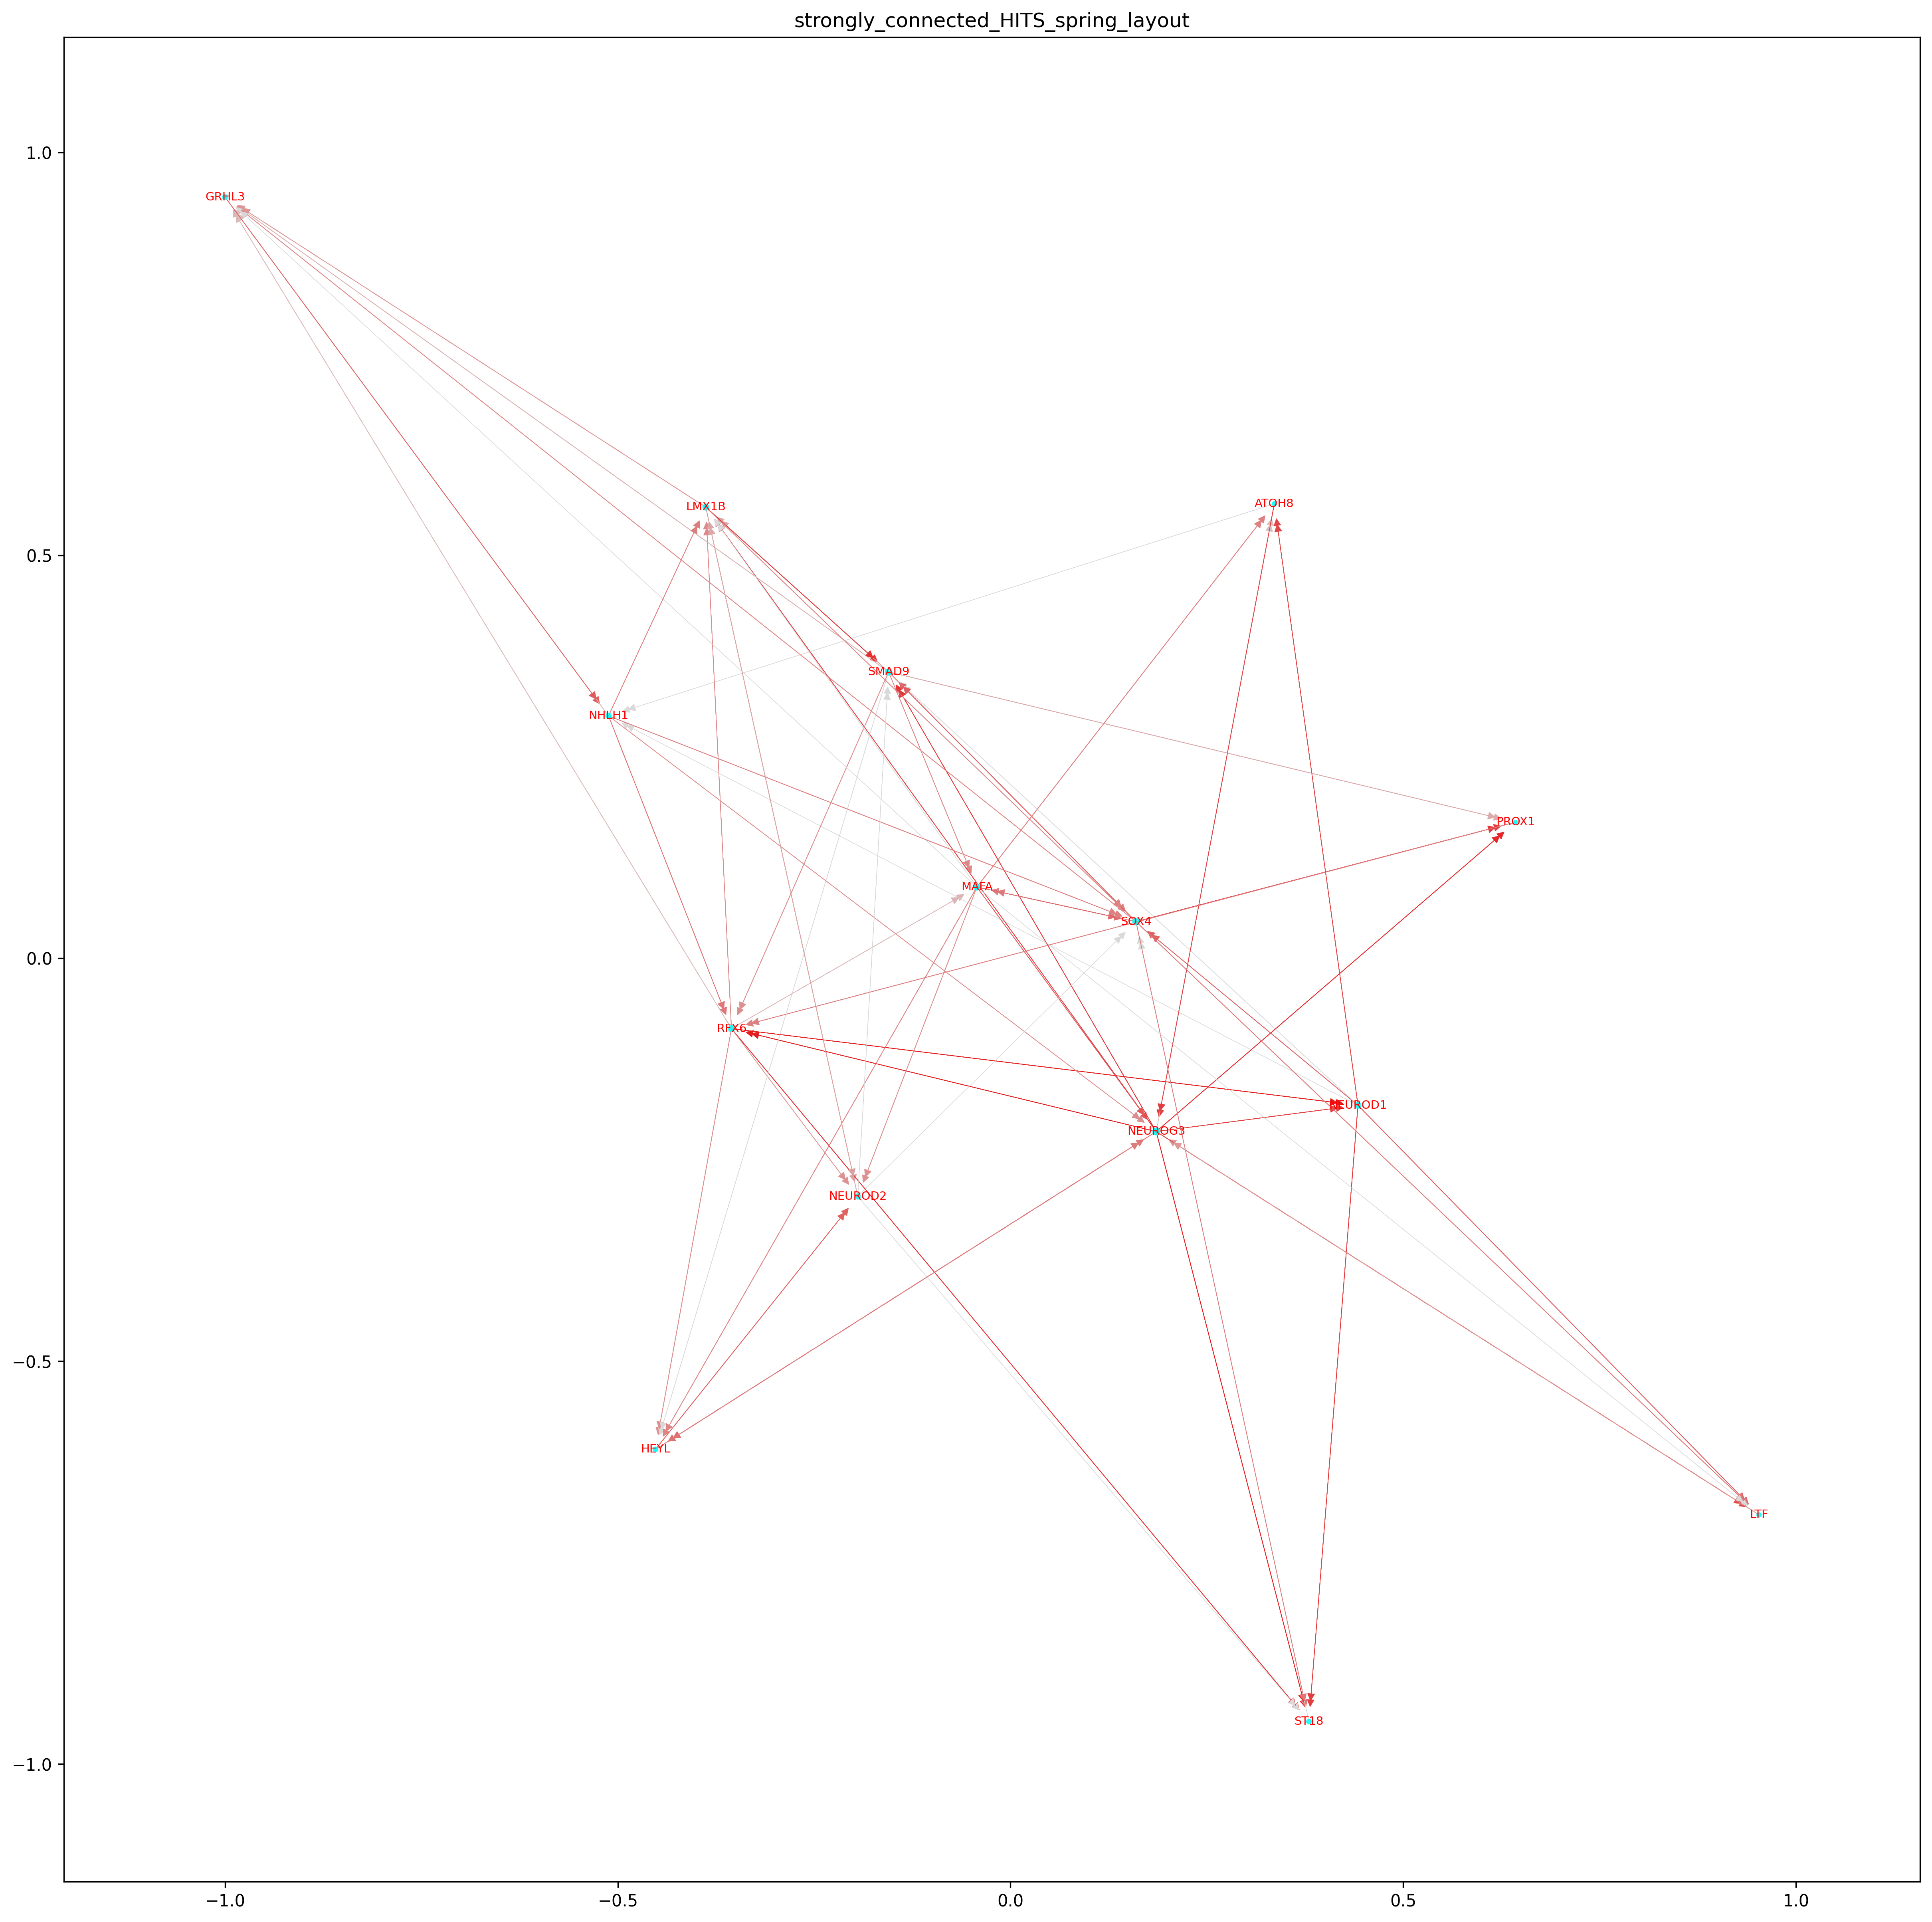 strongly_connected_HITS_spring_layout
1.0
GRHL3
LMX1B
ATOH8
0.5
SMAD9
NHLH1
PROX1
MAFA
SOX4
0.0
RFX6
NEUROD1
NEUROG3
NEUROD2
−0.5
HEYL
LTF
ST18
−1.0
−1.0 −0.5 0.0 0.5 1.0